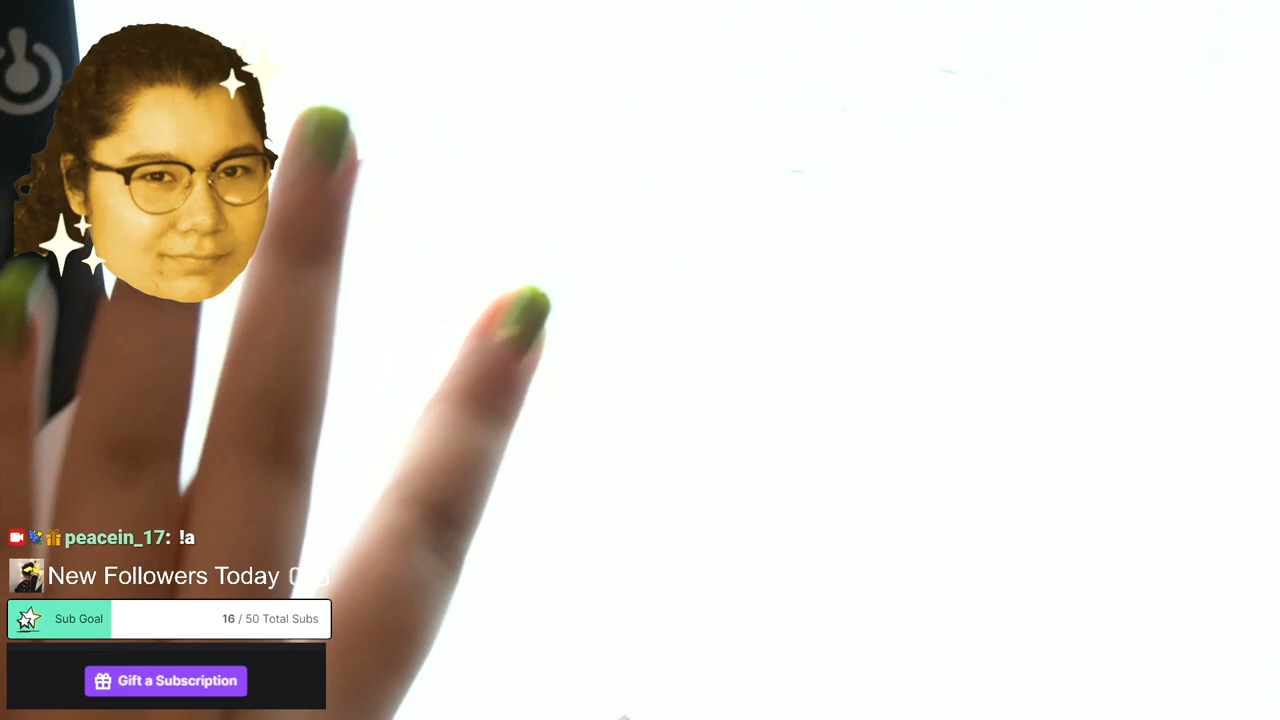 peacein_17: !a
New Followers Today
Sub Goal 16 / 50 Total Subs
Gift a Subscription